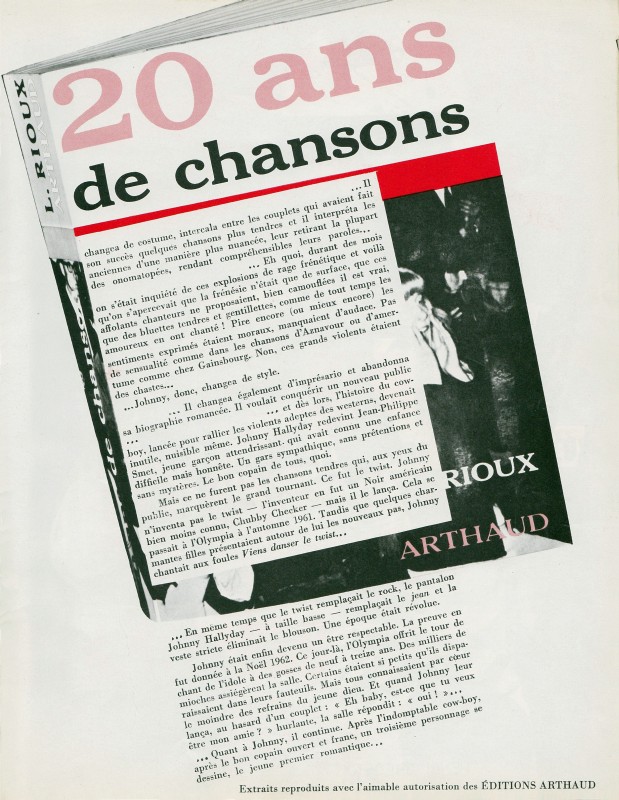 20 ans
de chansons
L. RIOUX
ARTHAUD
...Il
changea de costume, intercala entre les couplets qui avaient fait
son succès quelques chansons plus tendres et il interpréta les
anciennes d'une manière plus nuancée, leur retirant la plupart
des onomatopées, rendant compréhensibles leurs paroles...
... Eh quoi, durant des mois
on s'était inquiété de ces explosions de rage frénétique et voilà
qu'on s'apercevait que la frénésie n'était que de surface, que ces
affolants chanteurs ne proposaient, bien camouflées il est vrai,
que des bluettes tendres et gentillettes, comme de tout temps les
amoureux en ont chanté ! Pire encore (ou mieux encore) les
sentiments exprimés étaient moraux, manquaient d'audace. Pas
de sensualité comme dans les chansons d'Aznavour ou d'amer-
tume comme chez Gainsbourg. Non, ces grands violents étaient
des chastes...
...Johnny, donc, changea de style.
... Il changea également d'imprésario et abandonna
sa biographie romancée. Il voulait conquérir un nouveau public
...
... et dès lors, l'histoire du cow-
boy, lancée pour rallier les violents adeptes des westerns, devenait
inutile, nuisible même. Johnny Hallyday redevint Jean-Philippe
Smet, jeune garçon attendrissant qui avait connu une enfance
difficile mais honnête. Un gars sympathique, sans prétentions et
sans mystères. Le bon copain de tous, quoi.
Mais ce ne furent pas les chansons tendres qui, aux yeux du
public, marquèrent le grand tournant. Ce fut le twist. Johnny
n'inventa pas le twist — l'inventeur en fut un Noir américain
bien moins connu, Chubby Checker — mais il le lança. Cela se
passait à l'Olympia à l'automne 1961. Tandis que quelques char-
mantes filles présentaient autour de lui les nouveaux pas, Johnny
chantait aux foules Viens danser le twist...
de chansons
RIOUX
ARTHAUD
... En même temps que le twist remplaçait le rock, le pantalon
Johnny Hallyday — à taille basse — remplaçait le jean et la
veste stricte éliminait le blouson. Une époque était révolue.
Johnny était enfin devenu un être respectable. La preuve en
fut donnée à la Noël 1962. Ce jour-là, l'Olympia offrit le tour de
chant de l'idole à des gosses de neuf à treize ans. Des milliers de
mioches assiégèrent la salle. Certains étaient si petits qu'ils dispa-
raissaient dans leurs fauteuils. Mais tous connaissaient par cœur
le moindre des refrains du jeune dieu. Et quand Johnny leur
lança, au hasard d'un couplet : « Eh baby, est-ce que tu veux
être mon amie ? » hurlante, la salle répondit : « oui ! »...
... Quant à Johnny, il continue. Après l'indomptable cow-boy,
après le bon copain ouvert et franc, un troisième personnage se
dessine, le jeune premier romantique...
Extraits reproduits avec l'aimable autorisation des ÉDITIONS ARTHAUD